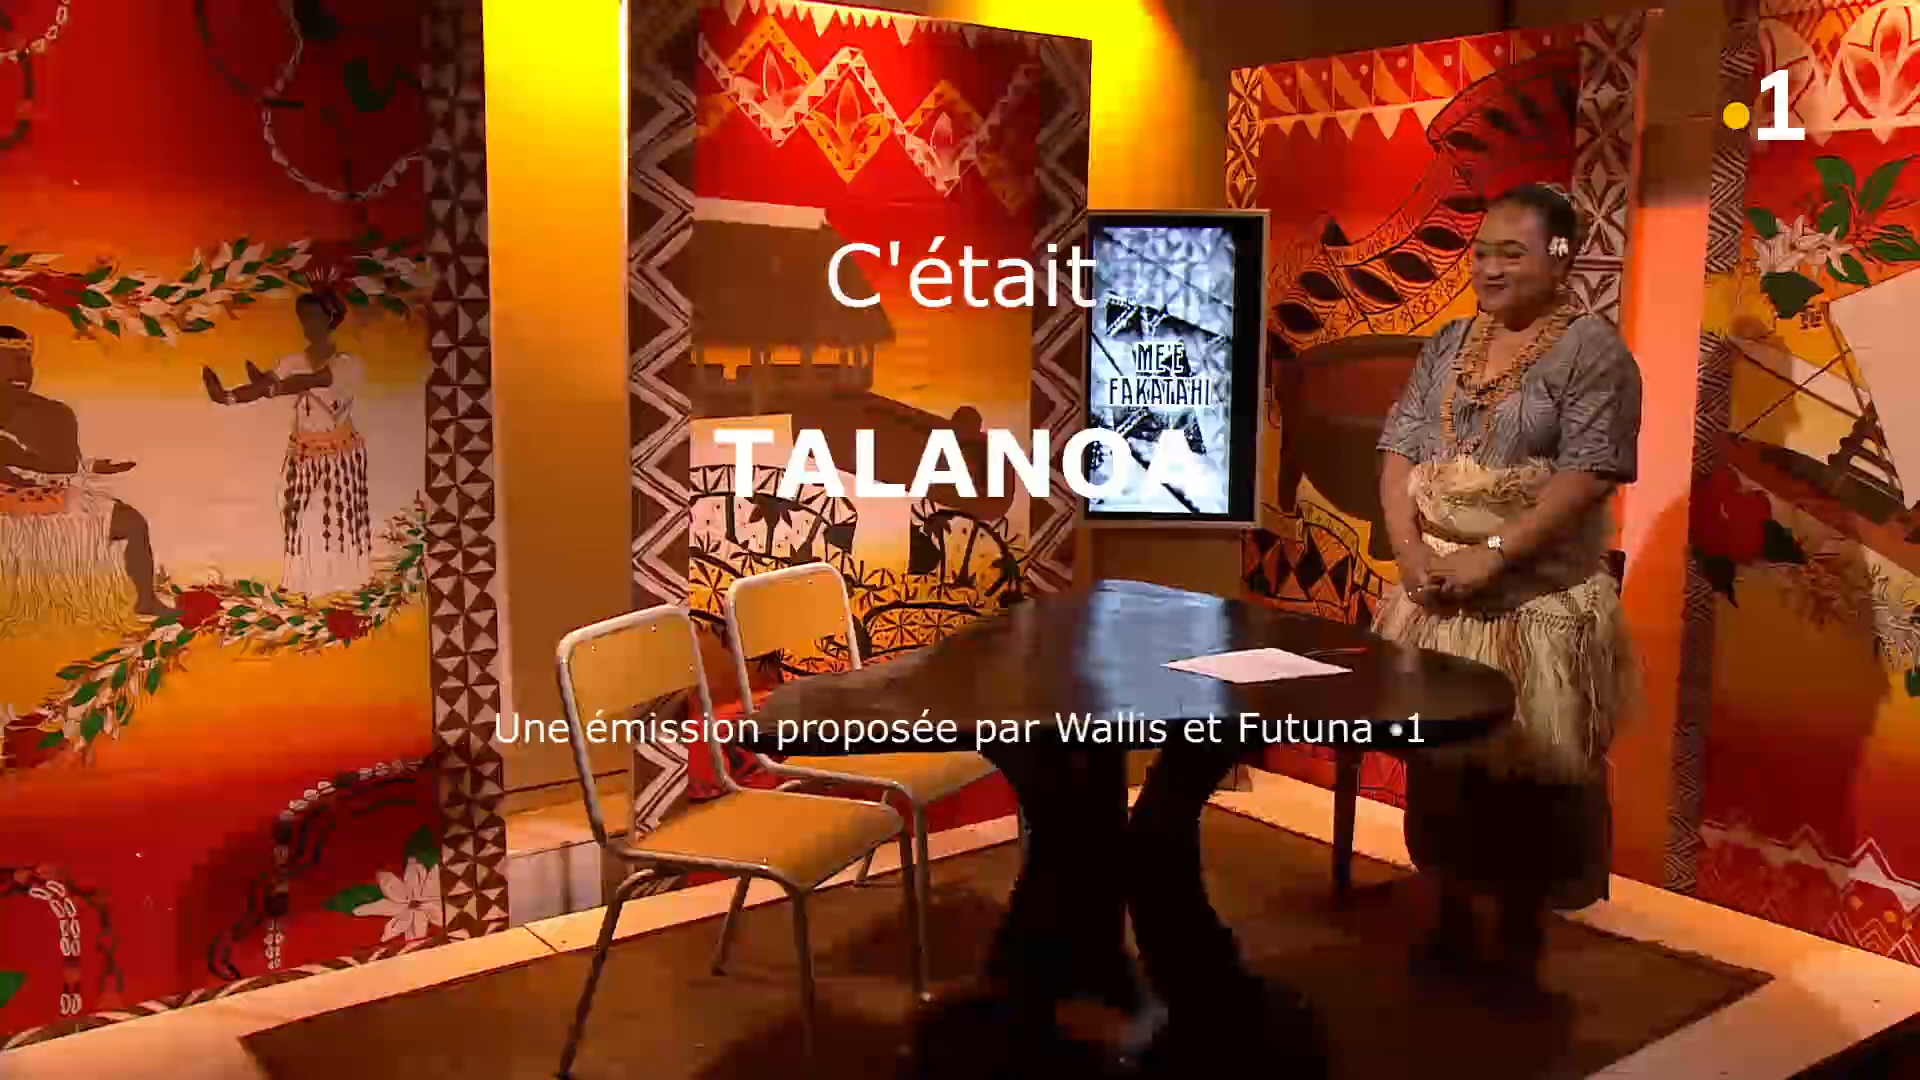 1
C'était
ME'E
FAKATAHI
TALANOA
Une émission proposée par Wallis et Futuna •1